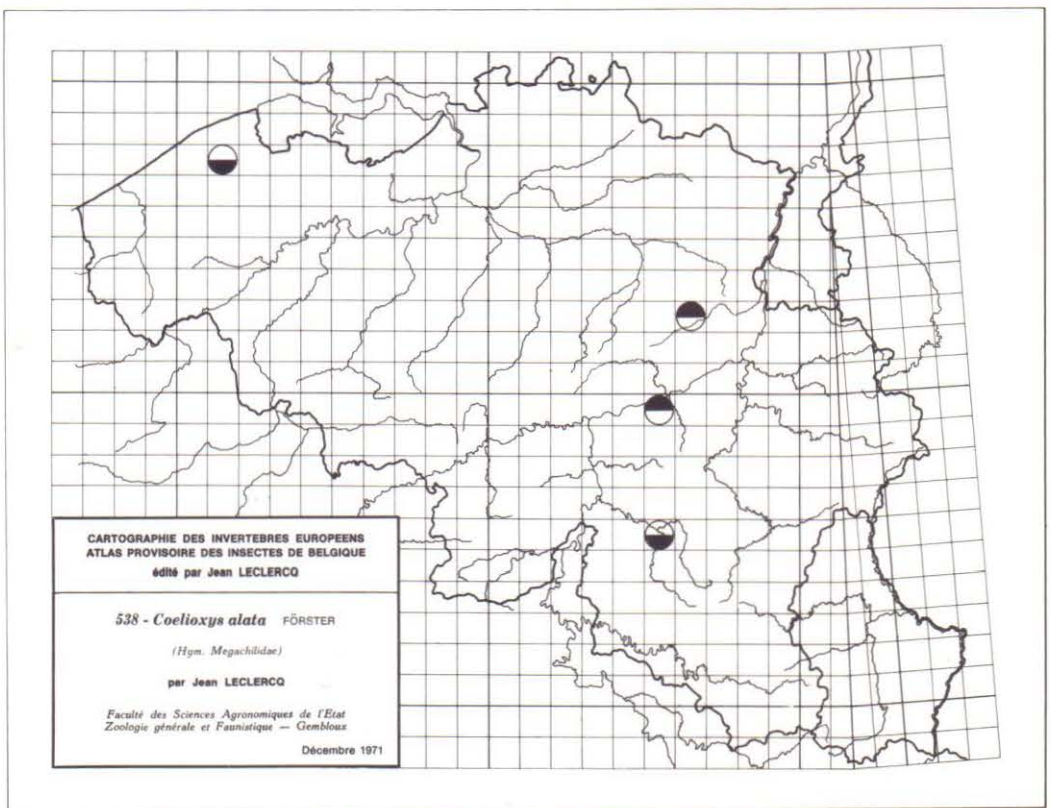 CARTOGRAPHIE DES INVERTEBRES EUROPEENS
ATLAS PROVISOIRE DES INSECTES DE BELGIQUE
édité par Jean LECLERCQ
538 - Coelioxys alata FÖRSTER
(Hym. Megachilidae)
par Jean LECLERCQ
Faculté des Sciences Agronomiques de l'Etat
Zoologie générale et Faunistique — Gembloux
Décembre 1971